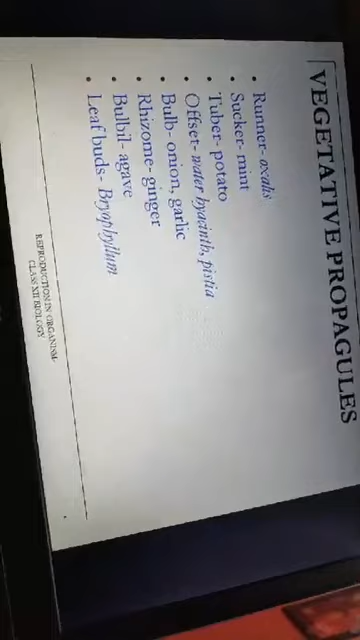 VEGETATIVE PROPAGULES
• Runner- oxalis
• Sucker- mint
• Tuber- potato
• Offset- water hyacinth, pistia
• Bulb- onion, garlic
• Rhizome- ginger
• Bulbil- agave
• Leaf buds- Bryophyllum
REPRODUCTION IN ORGANISM-
CLASS XII BIOLOGY